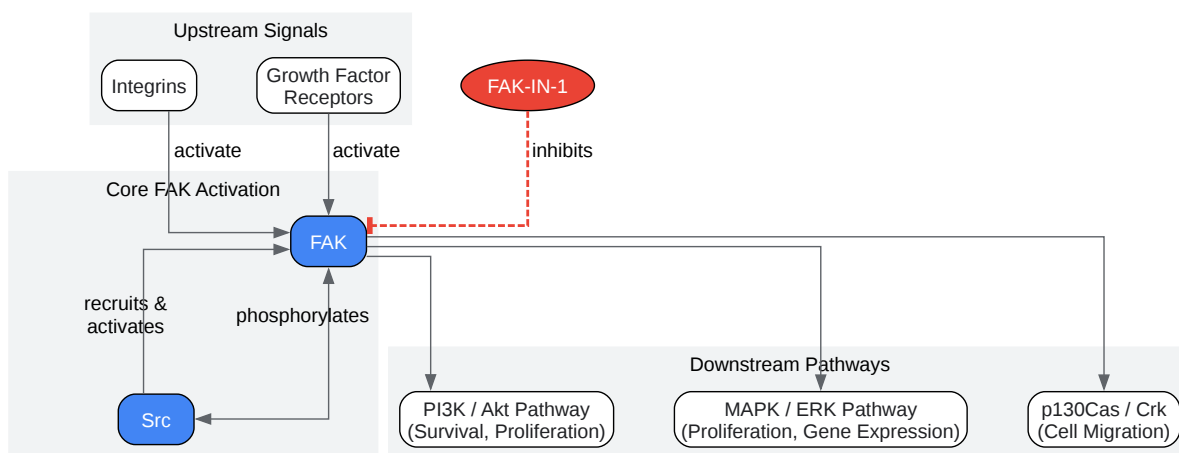 Upstream Signals
Integrins
Growth Factor
Receptors
FAK-IN-1
activate
activate
inhibits
Core FAK Activation
FAK
recruits &
activates
phosphorylates
Src
Downstream Pathways
PI3K / Akt Pathway
(Survival, Proliferation)
MAPK / ERK Pathway
(Proliferation, Gene Expression)
p130Cas / Crk
(Cell Migration)